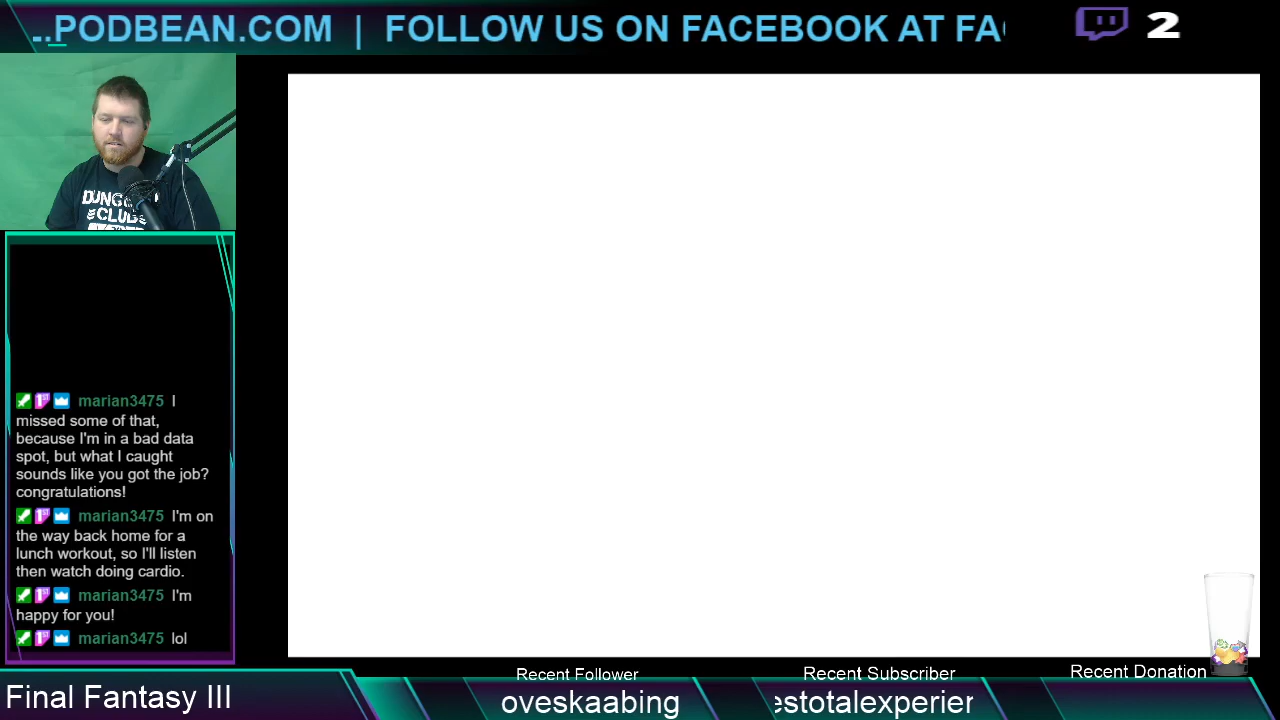 ..PODBEAN.COM | FOLLOW US ON FACEBOOK AT FA
2
DUNG
CLUB
marian3475 I
missed some of that,
because I'm in a bad data
spot, but what I caught
sounds like you got the job?
congratulations!
marian3475 I'm on
the way back home for a
lunch workout, so I'll listen
then watch doing cardio.
marian3475 I'm
happy for you!
marian3475 lol
Final Fantasy III
Recent Follower
oveskaabing
Recent Subscriber
estotalexperier
Recent Donation